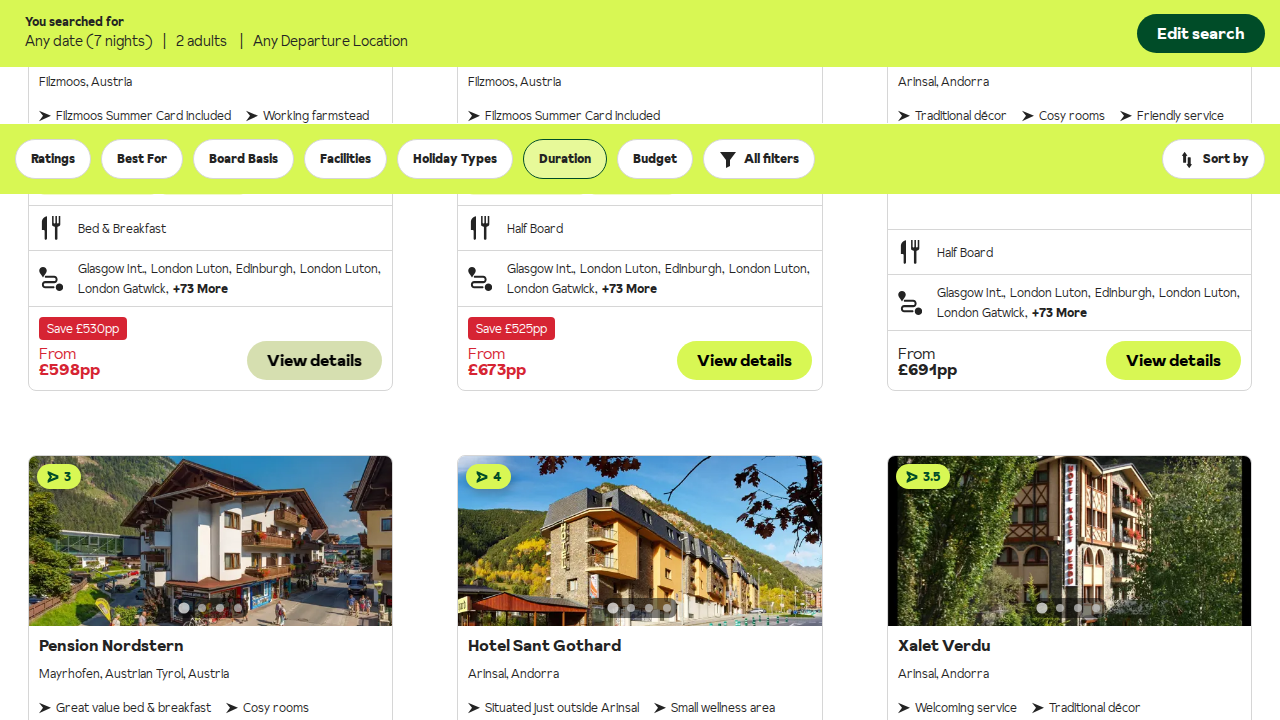 You searched for
Any date (7 nights) | 2 adults | Any Departure Location
Edit search
Filzmoos, Austria
Filzmoos Summer Card included
Working farmstead
Filzmoos, Austria
Filzmoos Summer Card included
Arinsal, Andorra
Traditional décor
Cosy rooms
Friendly service
Ratings
Best For
Board Basis
Facilities
Holiday Types
Duration
Budget
All filters
Sort by
Bed & Breakfast
Glasgow Int., London Luton, Edinburgh, London Luton,
London Gatwick, +73 More
Save £530pp
From
£598pp
View details
Half Board
Glasgow Int., London Luton, Edinburgh, London Luton,
London Gatwick, +73 More
Save £525pp
From
£673pp
View details
Half Board
Glasgow Int., London Luton, Edinburgh, London Luton,
London Gatwick, +73 More
From
£691pp
View details
3
Pension Nordstern
Mayrhofen, Austrian Tyrol, Austria
Great value bed & breakfast
Cosy rooms
4
Hotel Sant Gothard
Arinsal, Andorra
Situated just outside Arinsal
Small wellness area
3.5
HOTEL XALET VERDU
Xalet Verdu
Arinsal, Andorra
Welcoming service
Traditional décor